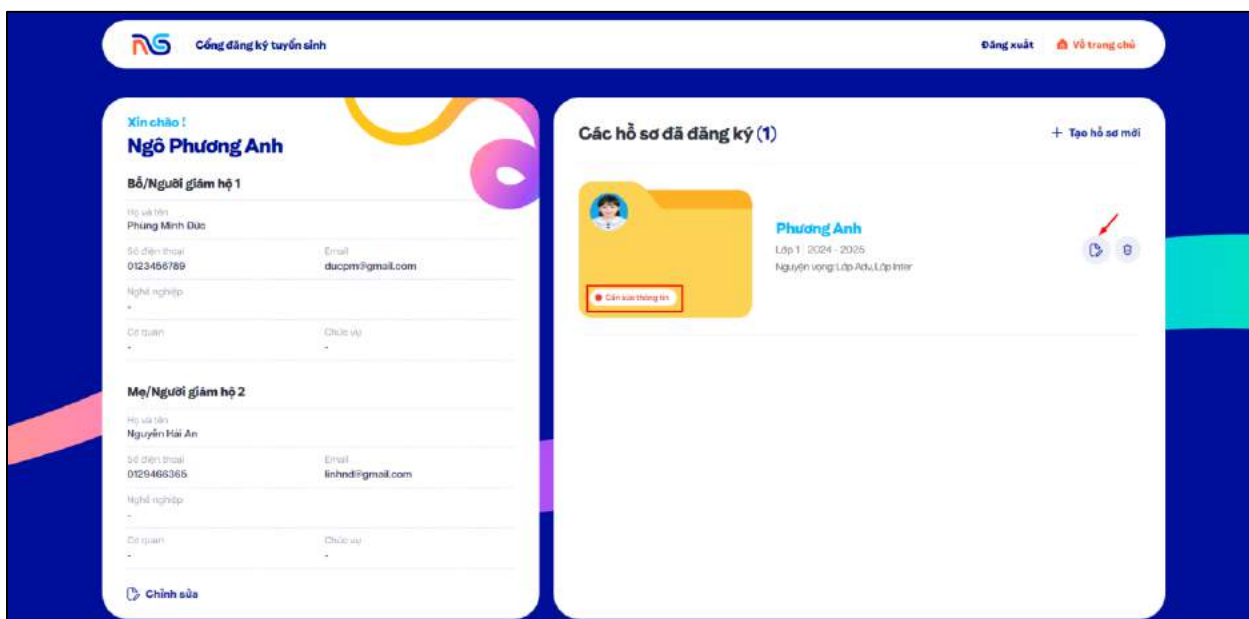 NS
Cổng đăng ký tuyển sinh
Đăng xuất
Về trang chủ
Xin chào !
Ngô Phương Anh
Bố/Người giám hộ 1
Họ và tên
Phùng Minh Đức
Số điện thoại
Email
0123456789
ducpm@gmail.com
Nghề nghiệp
-
Cơ quan
Chức vụ
-
-
Mẹ/Người giám hộ 2
Họ và tên
Nguyễn Hải An
Số điện thoại
Email
0129466365
linhnd@gmail.com
Nghề nghiệp
-
Cơ quan
Chức vụ
-
-
Chỉnh sửa
Các hồ sơ đã đăng ký (1)
+ Tạo hồ sơ mới
Cần sửa thông tin
Phương Anh
Lớp 1 2024 - 2025
Nguyện vọng: Lớp Adv, Lớp Inter